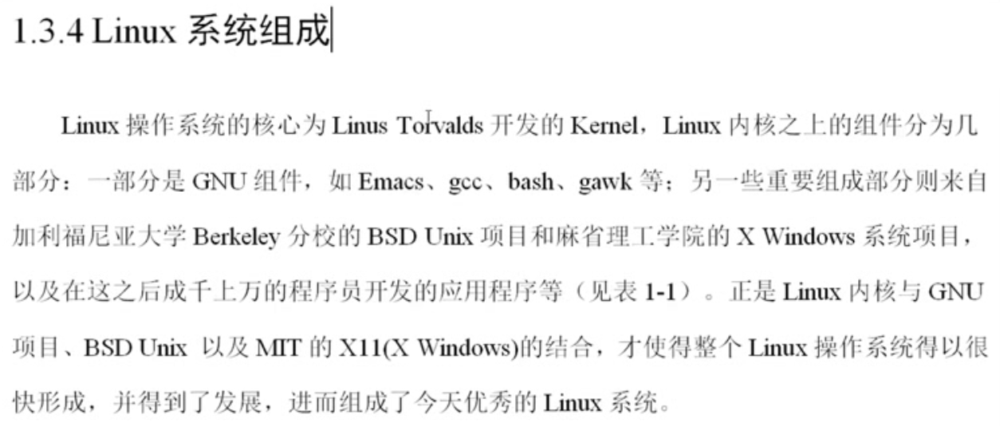 1.3.4 Linux 系统组成
Linux 操作系统的核心为 Linus Torvalds 开发的 Kernel，Linux 内核之上的组件分为几
部分：一部分是 GNU 组件，如 Emacs、gcc、bash、gawk 等；另一些重要组成部分则来自
加利福尼亚大学 Berkeley 分校的 BSD Unix 项目和麻省理工学院的 X Windows 系统项目，
以及在这之后成千上万的程序员开发的应用程序等（见表 1-1）。正是 Linux 内核与 GNU
项目、BSD Unix 以及 MIT 的 X11(X Windows)的结合，才使得整个 Linux 操作系统得以很
快形成，并得到了发展，进而组成了今天优秀的 Linux 系统。